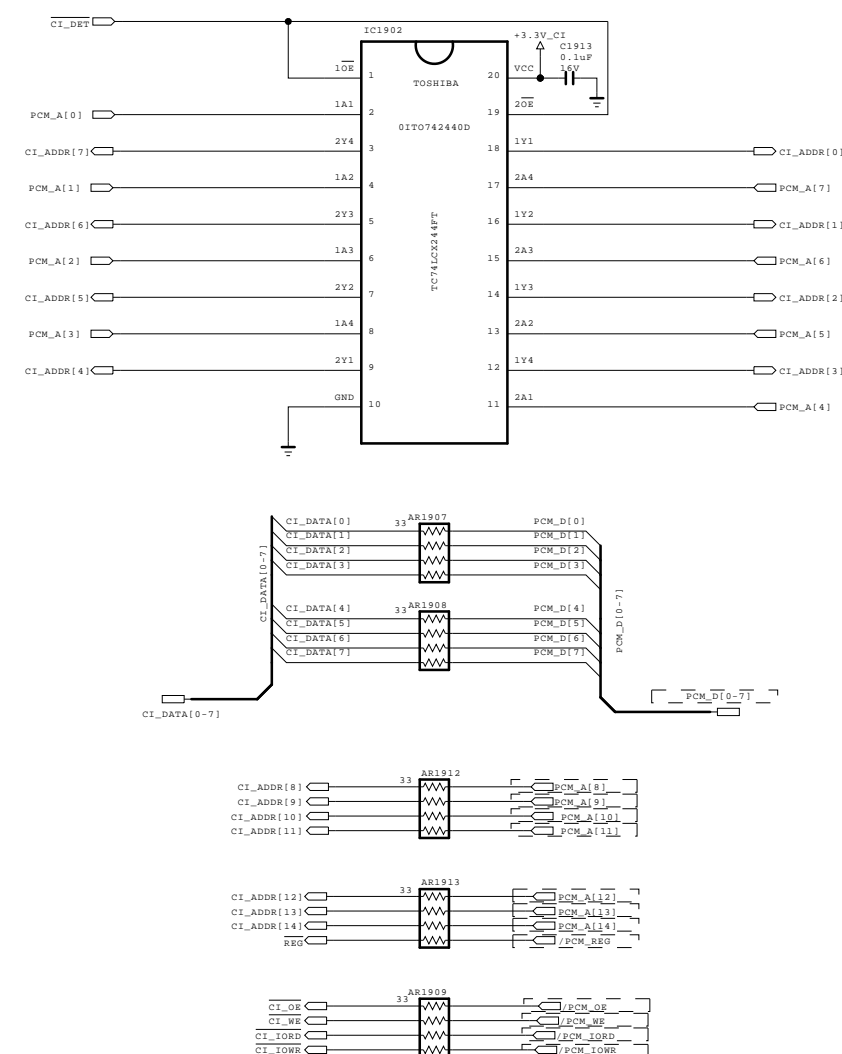 CI_DET
IC1902
+3.3V_CI
C1913
0.1uF
16V
1OE 1 TOSHIBA 20 VCC
PCM_A[0] 1A1 2 19 2OE
0ITO742440D
CI_ADDR[7] 2Y4 3 18 1Y1 CI_ADDR[0]
PCM_A[1] 1A2 4 17 2A4 PCM_A[7]
CI_ADDR[6] 2Y3 5 16 1Y2 CI_ADDR[1]
TC74LCX244FT
PCM_A[2] 1A3 6 15 2A3 PCM_A[6]
CI_ADDR[5] 2Y2 7 14 1Y3 CI_ADDR[2]
PCM_A[3] 1A4 8 13 2A2 PCM_A[5]
CI_ADDR[4] 2Y1 9 12 1Y4 CI_ADDR[3]
GND 10 11 2A1 PCM_A[4]
33 AR1907
CI_DATA[0] PCM_D[0]
CI_DATA[1] PCM_D[1]
CI_DATA[2] PCM_D[2]
CI_DATA[3] PCM_D[3]
CI_DATA[0-7]
PCM_D[0-7]
33 AR1908
CI_DATA[4] PCM_D[4]
CI_DATA[5] PCM_D[5]
CI_DATA[6] PCM_D[6]
CI_DATA[7] PCM_D[7]
PCM_D[0-7]
CI_DATA[0-7]
33 AR1912
CI_ADDR[8] PCM_A[8]
CI_ADDR[9] PCM_A[9]
CI_ADDR[10] PCM_A[10]
CI_ADDR[11] PCM_A[11]
33 AR1913
CI_ADDR[12] PCM_A[12]
CI_ADDR[13] PCM_A[13]
CI_ADDR[14] PCM_A[14]
REG /PCM_REG
33 AR1909
CI_OE /PCM_OE
CI_WE /PCM_WE
CI_IORD /PCM_IORD
CI_IOWR /PCM_IOWR